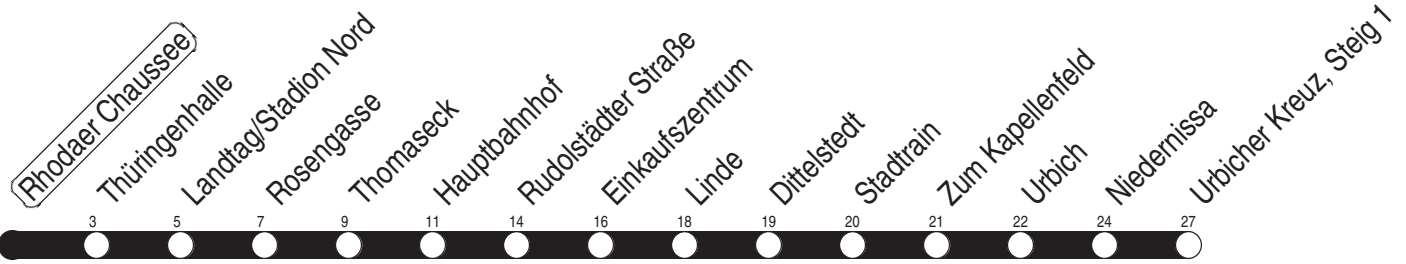 Rhodaer Chaussee
Thüringenhalle
Landtag/Stadion Nord
Rosengasse
Thomaseck
Hauptbahnhof
Rudolstädter Straße
Einkaufszentrum
Linde
Dittelstedt
Stadtrain
Zum Kapellenfeld
Urbich
Niedernissa
Urbicher Kreuz, Steig 1
3 5 7 9 11 14 16 18 19 20 21 22 24 27